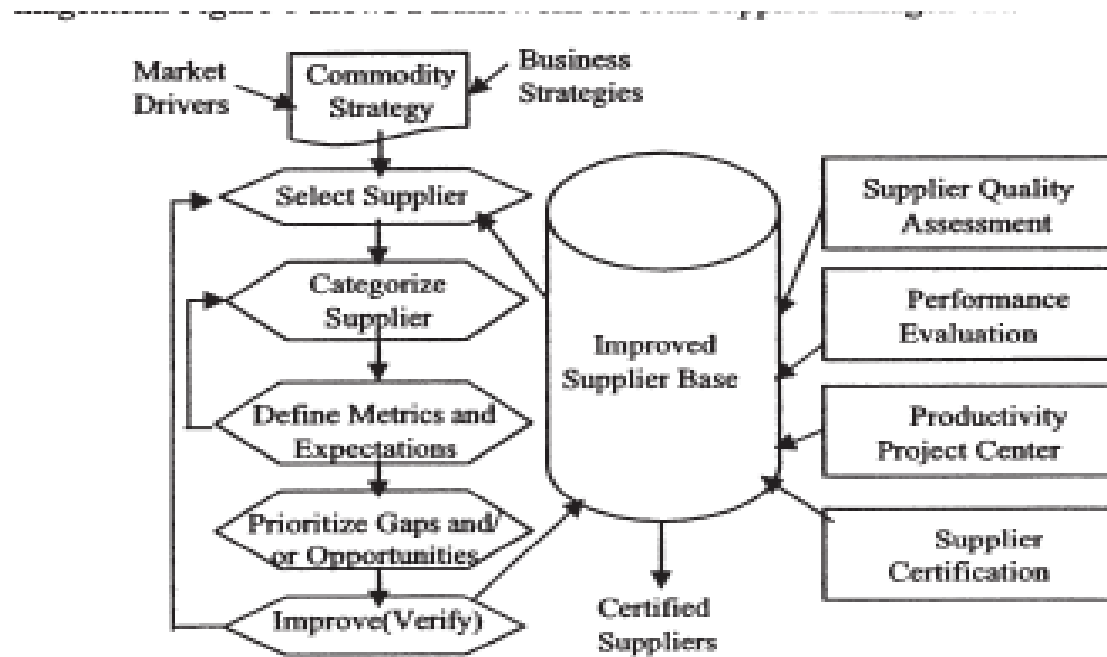 Market
Drivers
Commodity
Strategy
Business
Strategies
Select Supplier
Categorize
Supplier
Define Metrics and
Expectations
Prioritize Gaps and/
or Opportunities
Improve(Verify)
Improved
Supplier Base
Certified
Suppliers
Supplier Quality
Assessment
Performance
Evaluation
Productivity
Project Center
Supplier
Certification